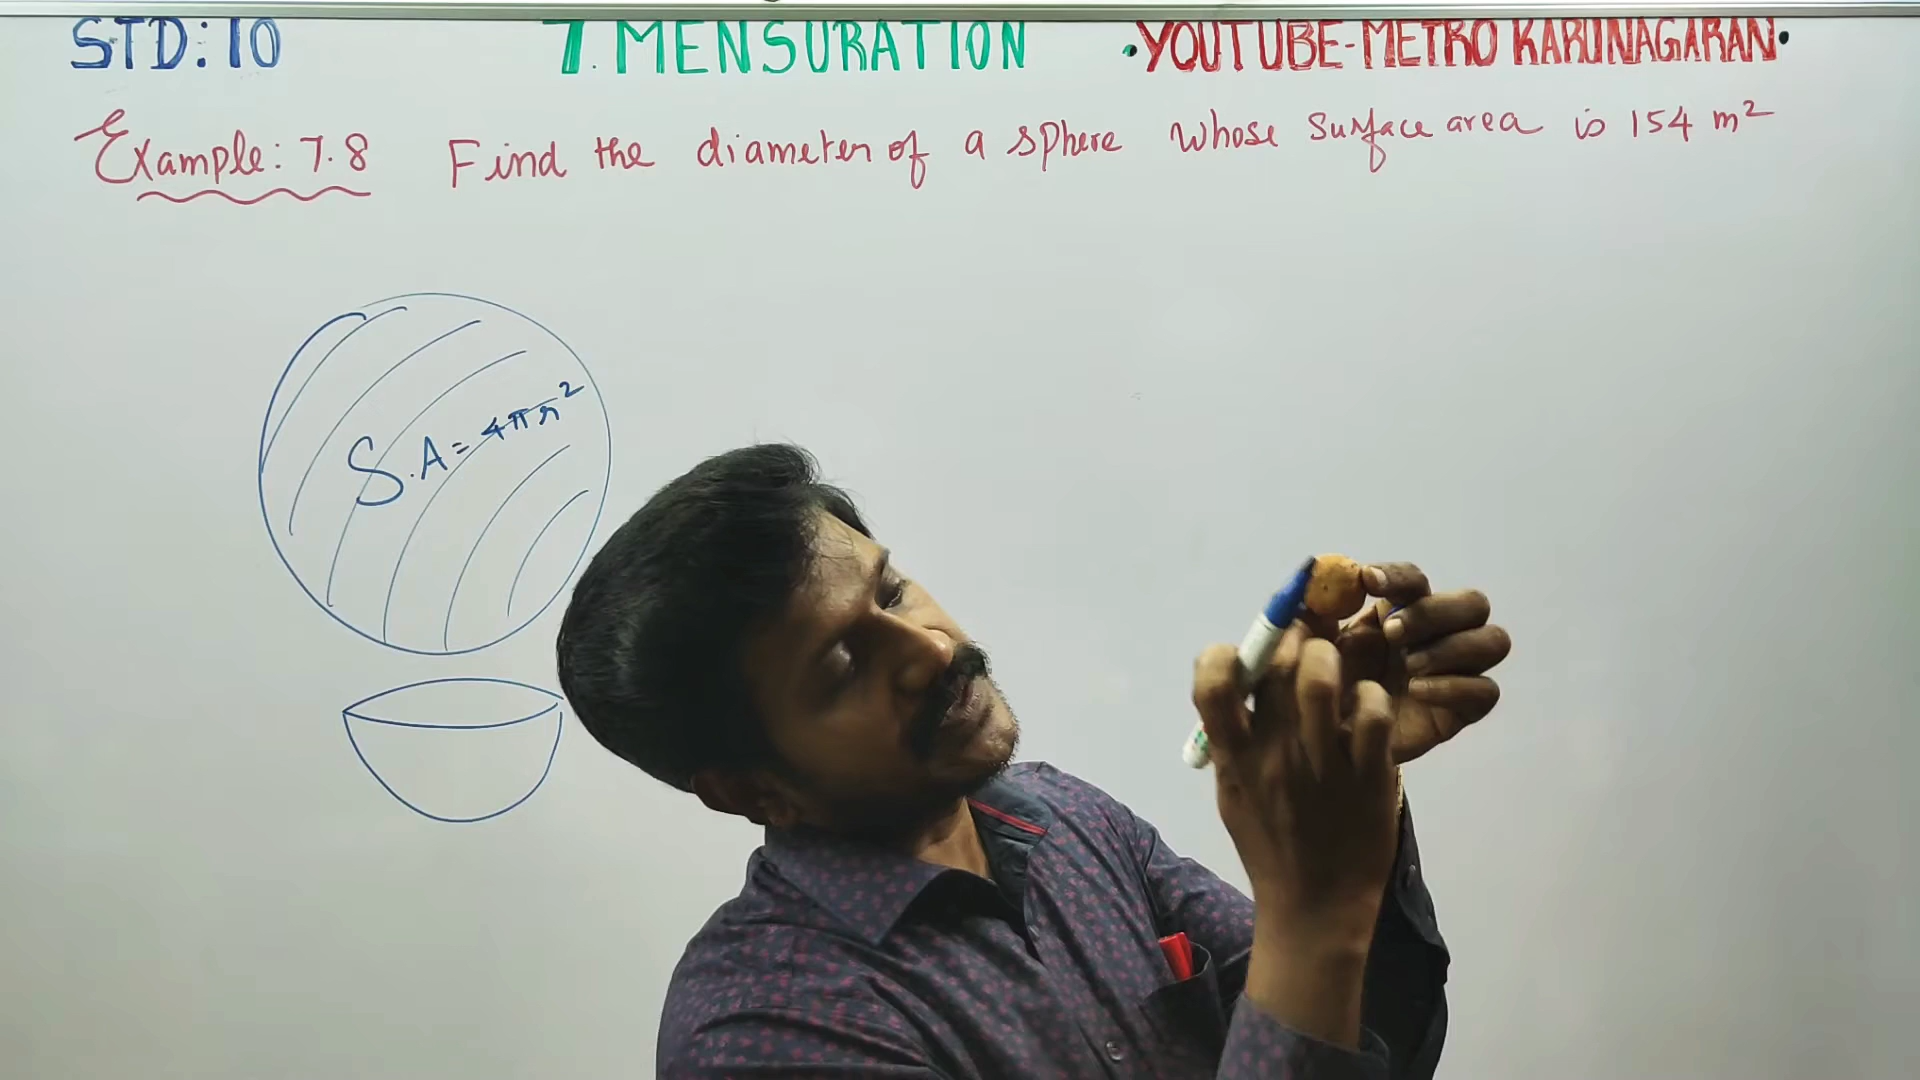 STD: 10 7. MENSURATION •YOUTUBE-METRO KARUNAGARAN•
Example: 7.8 Find the diameter of a sphere whose surface area is 154 m²
S.A = 4πr²